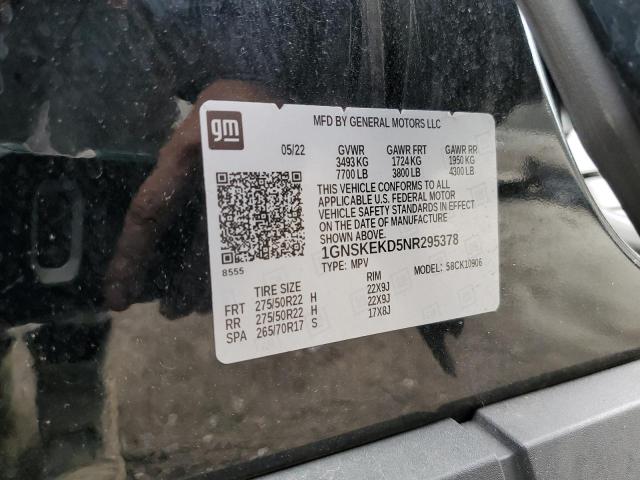 gm
MFD BY GENERAL MOTORS LLC
05/22 GVWR GAWR FRT GAWR RR
3493 KG 1724 KG 1950 KG
7700 LB 3800 LB 4300 LB
THIS VEHICLE CONFORMS TO ALL
APPLICABLE U.S. FEDERAL MOTOR
VEHICLE SAFETY STANDARDS IN EFFECT
ON THE DATE OF MANUFACTURE
1GNSKEKD5NR295378
8555 TYPE: MPV MODEL: S8CK10906
TIRE SIZE RIM
FRT 275/50R22 H 22X9J
RR 275/50R22 H 22X9J
SPA 265/70R17 S 17X8J